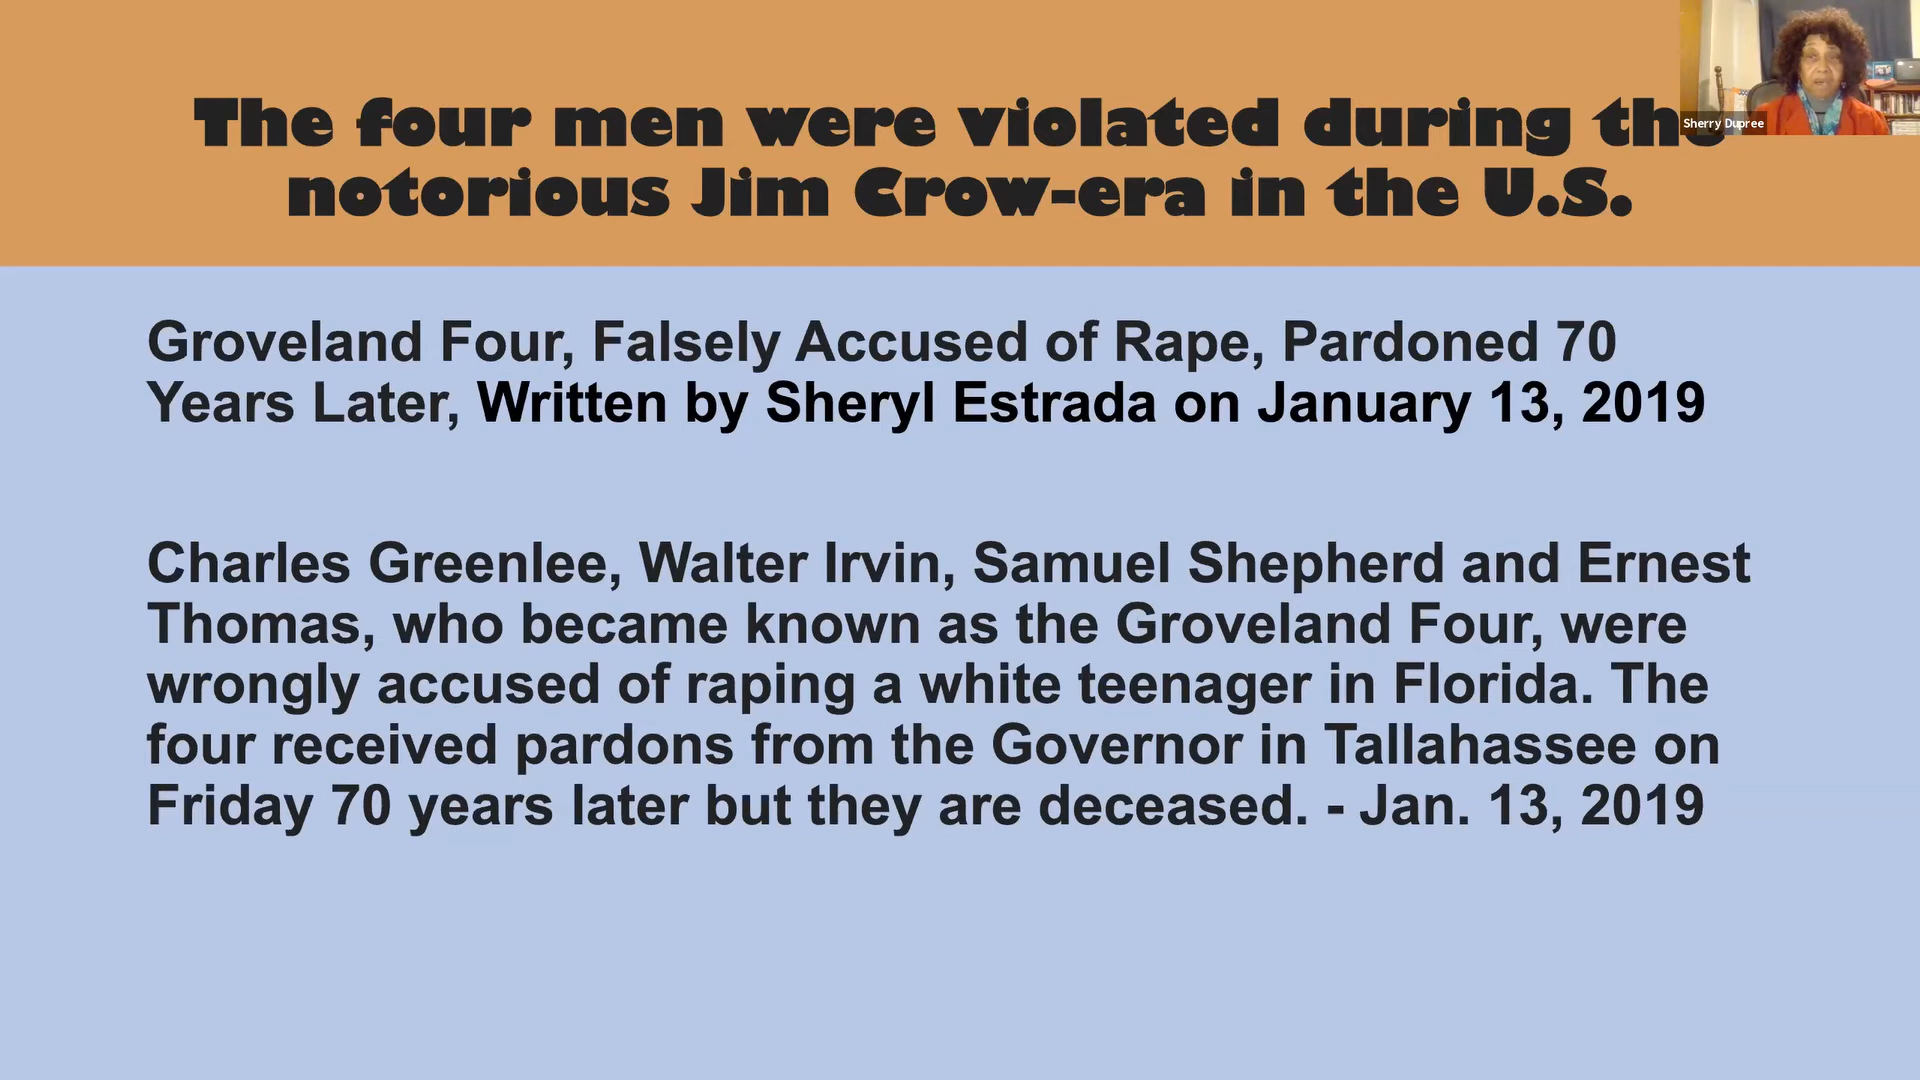 The four men were violated during the
notorious Jim Crow-era in the U.S.
Sherry Dupree
Groveland Four, Falsely Accused of Rape, Pardoned 70
Years Later, Written by Sheryl Estrada on January 13, 2019
Charles Greenlee, Walter Irvin, Samuel Shepherd and Ernest
Thomas, who became known as the Groveland Four, were
wrongly accused of raping a white teenager in Florida. The
four received pardons from the Governor in Tallahassee on
Friday 70 years later but they are deceased. - Jan. 13, 2019